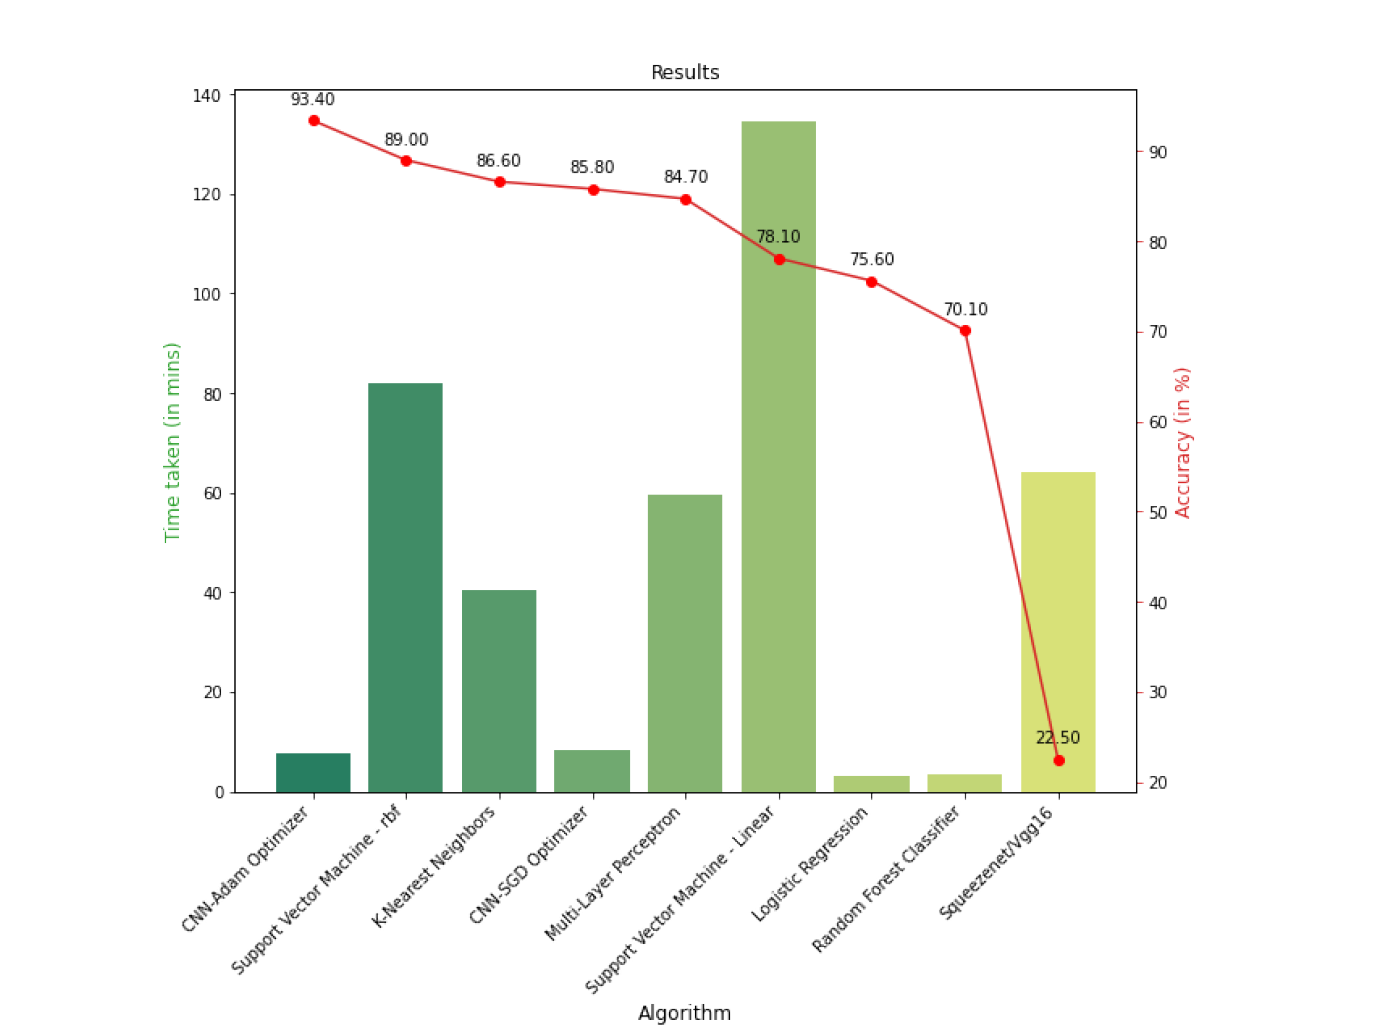 Results
140
120
100
80
60
40
20
0
Time taken (in mins)
93.40
89.00
86.60
85.80
84.70
78.10
75.60
70.10
22.50
90
80
70
60
50
40
30
20
Accuracy (in %)
CNN-Adam Optimizer
Support Vector Machine - rbf
K-Nearest Neighbors
CNN-SGD Optimizer
Multi-Layer Perceptron
Support Vector Machine - Linear
Logistic Regression
Random Forest Classifier
Squeezenet/Vgg16
Algorithm